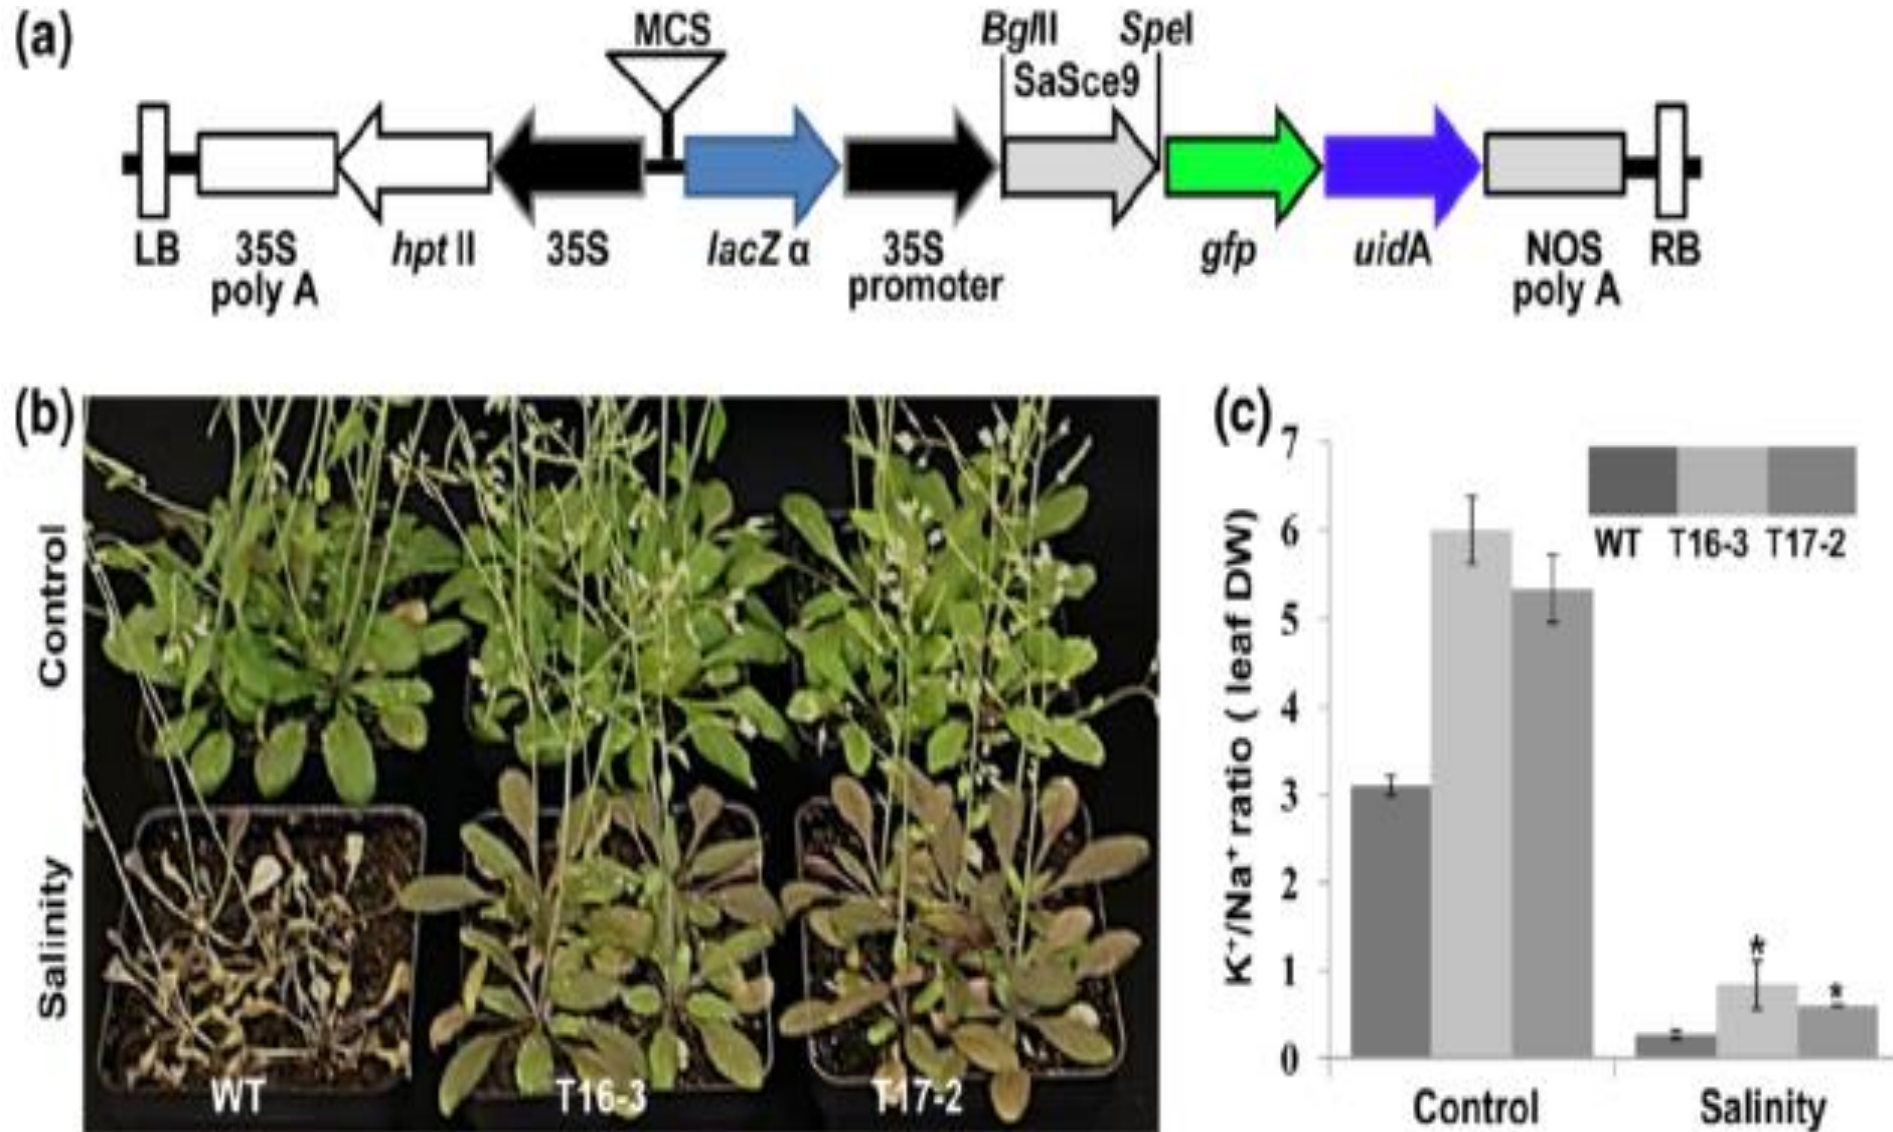 (a)
MCS
BglII
SpeI
SaSce9
LB
35S
poly A
hpt II
35S
lacZ α
35S
promoter
gfp
uidA
NOS
poly A
RB
(b)
Control
Salinity
WT
T16-3
T17-2
(c)
K⁺/Na⁺ ratio ( leaf DW)
7
6
5
4
3
2
1
0
WT T16-3 T17-2
*
*
Control
Salinity